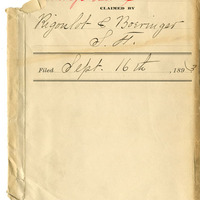 CLAIMED BY
Rigoulot & Boeringer
S. F.
Filed Sept. 16th, 1893